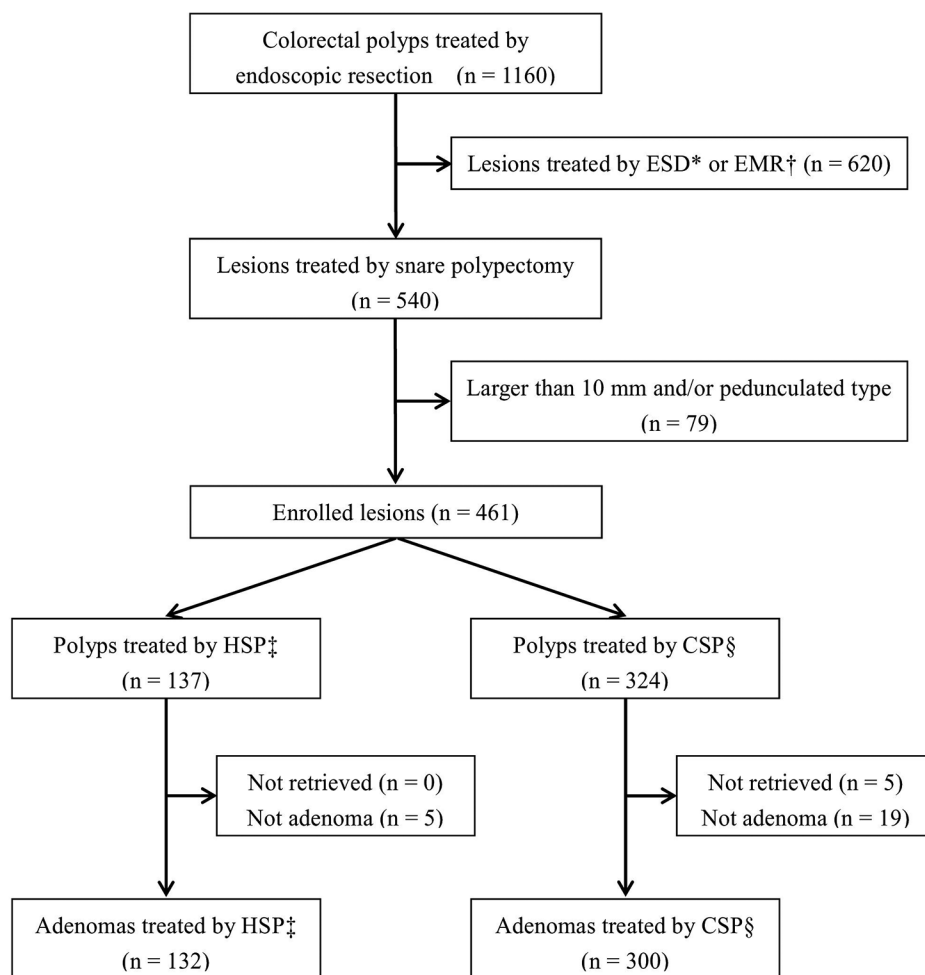 Colorectal polyps treated by
endoscopic resection (n = 1160)
Lesions treated by ESD* or EMR† (n = 620)
Lesions treated by snare polypectomy
(n = 540)
Larger than 10 mm and/or pedunculated type
(n = 79)
Enrolled lesions (n = 461)
Polyps treated by HSP‡
(n = 137)
Polyps treated by CSP§
(n = 324)
Not retrieved (n = 0)
Not adenoma (n = 5)
Not retrieved (n = 5)
Not adenoma (n = 19)
Adenomas treated by HSP‡
(n = 132)
Adenomas treated by CSP§
(n = 300)